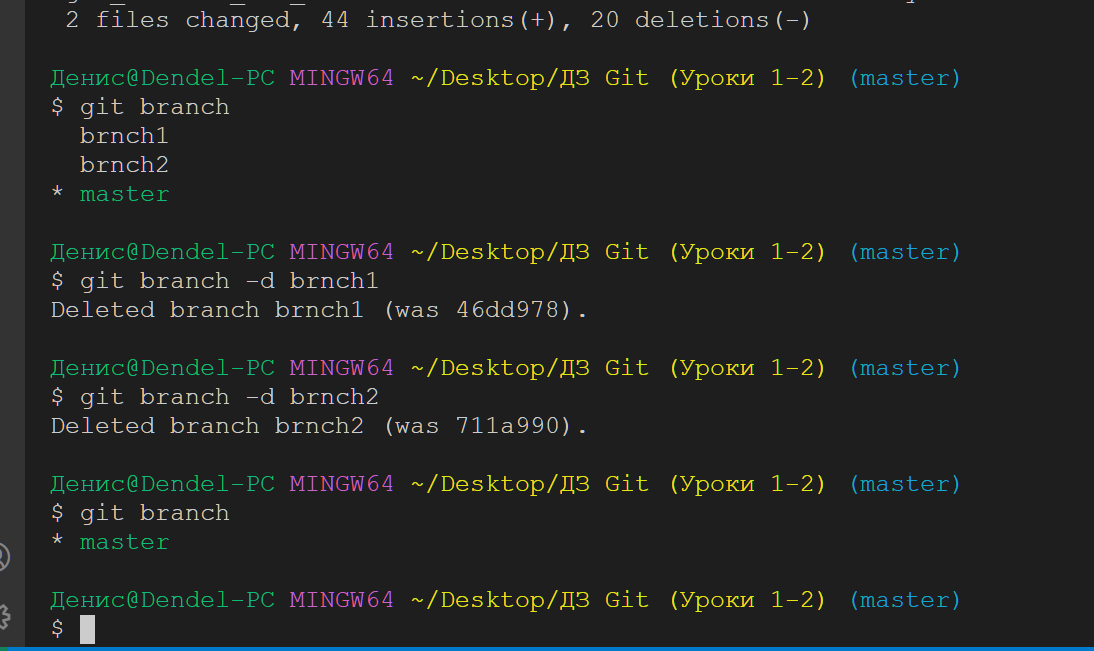 2 files changed, 44 insertions(+), 20 deletions(-)
Денис@Dendel-PC MINGW64 ~/Desktop/ДЗ Git (Уроки 1-2) (master)
$ git branch
  brnch1
  brnch2
* master
Денис@Dendel-PC MINGW64 ~/Desktop/ДЗ Git (Уроки 1-2) (master)
$ git branch -d brnch1
Deleted branch brnch1 (was 46dd978).
Денис@Dendel-PC MINGW64 ~/Desktop/ДЗ Git (Уроки 1-2) (master)
$ git branch -d brnch2
Deleted branch brnch2 (was 711a990).
Денис@Dendel-PC MINGW64 ~/Desktop/ДЗ Git (Уроки 1-2) (master)
$ git branch
* master
Денис@Dendel-PC MINGW64 ~/Desktop/ДЗ Git (Уроки 1-2) (master)
$